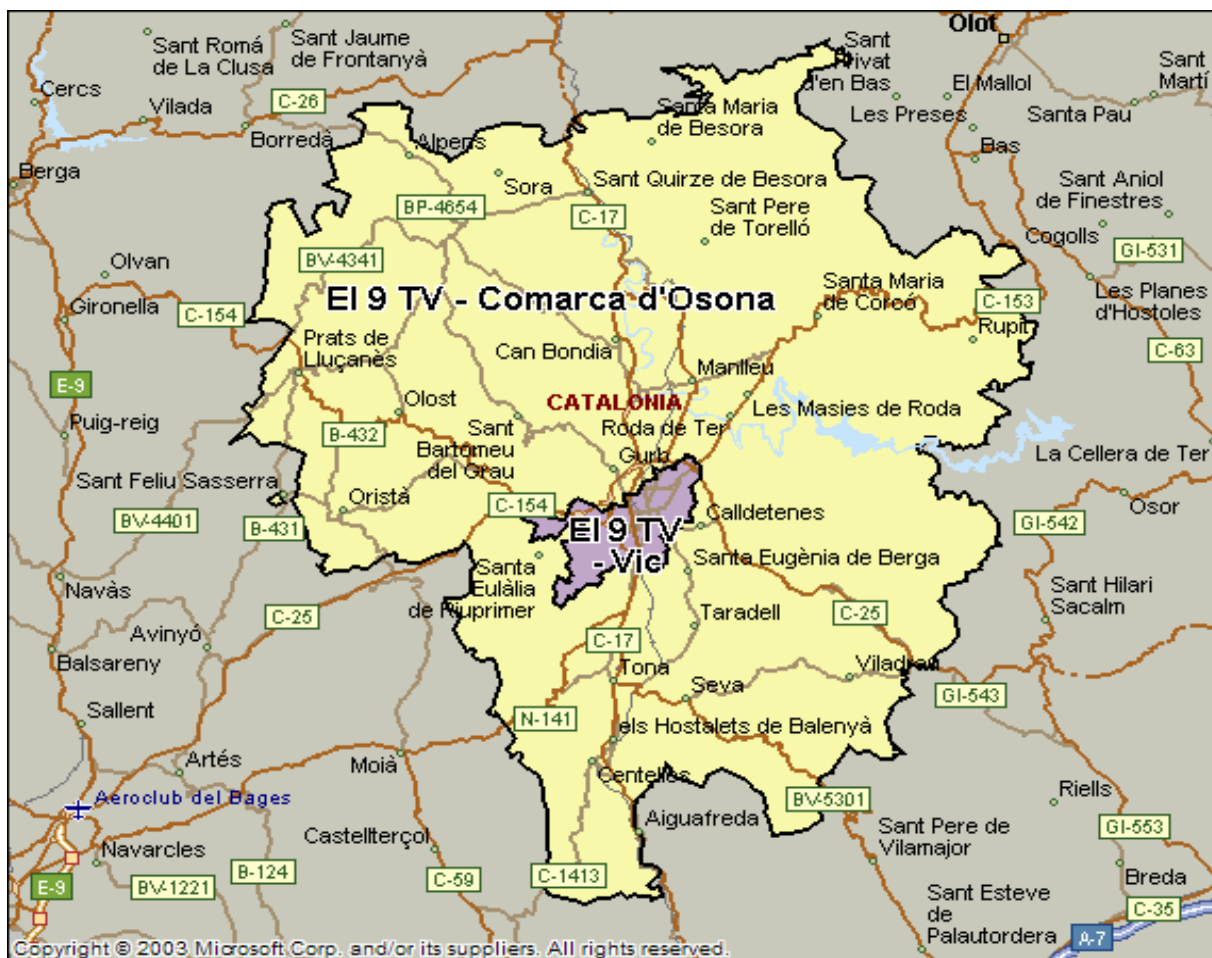 Olot
Sant Romá
de La Clusa
Sant Jaume
de Frontanyà
Sant
Privat
d'en Bas
Sant
Martí
Cercs
C-26
Vilada
Borredà
El Mallol
Les Preses
Santa Pau
Santa Maria
de Besora
Alpens
Bas
Berga
Sora
Sant Quirze de Besora
Sant Aniol
de Finestres
BP-4654
C-17
Sant Pere
de Torelló
Cogolls
GI-531
BV-4341
Olvan
Santa Maria
de Corcó
Gironella
C-154
El 9 TV - Comarca d'Osona
C-153
Les Planes
d'Hostoles
Rupit
Prats de
Lluçanès
Can Bondia
C-63
Manlleu
E-9
Olost
CATALONIA
Les Masies de Roda
Puig-reig
B-432
Sant
Bartomeu
del Grau
Roda de Ter
Gurb
La Cellera de Ter
Sant Feliu Sasserra
Oristà
C-154
Osor
BV-4401
B-431
El 9 TV
- Vic
Calldetenes
GI-542
Santa
Eulàlia
de Riuprimer
Santa Eugènia de Berga
Navàs
Sant Hilari
Sacalm
C-25
Taradell
C-25
Avinyó
C-17
Balsareny
Tona
Viladrau
Seva
GI-543
Sallent
N-141
els Hostalets de Balenyà
Artés
Moià
Centelles
Aeroclub del Bages
BV-5301
Riells
Aiguafreda
Castellterçol
Sant Pere de
Vilamajor
GI-553
Navarcles
B-124
C-59
C-1413
Breda
E-9
BV-1221
Sant Esteve
de
Palautordera
C-35
A-7
Copyright © 2003 Microsoft Corp. and/or its suppliers. All rights reserved.